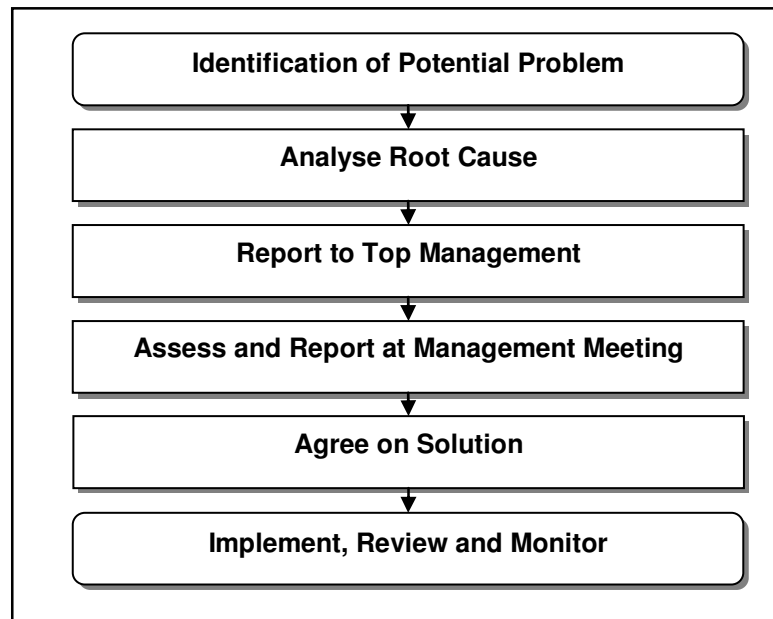 Identification of Potential Problem
Analyse Root Cause
Report to Top Management
Assess and Report at Management Meeting
Agree on Solution
Implement, Review and Monitor